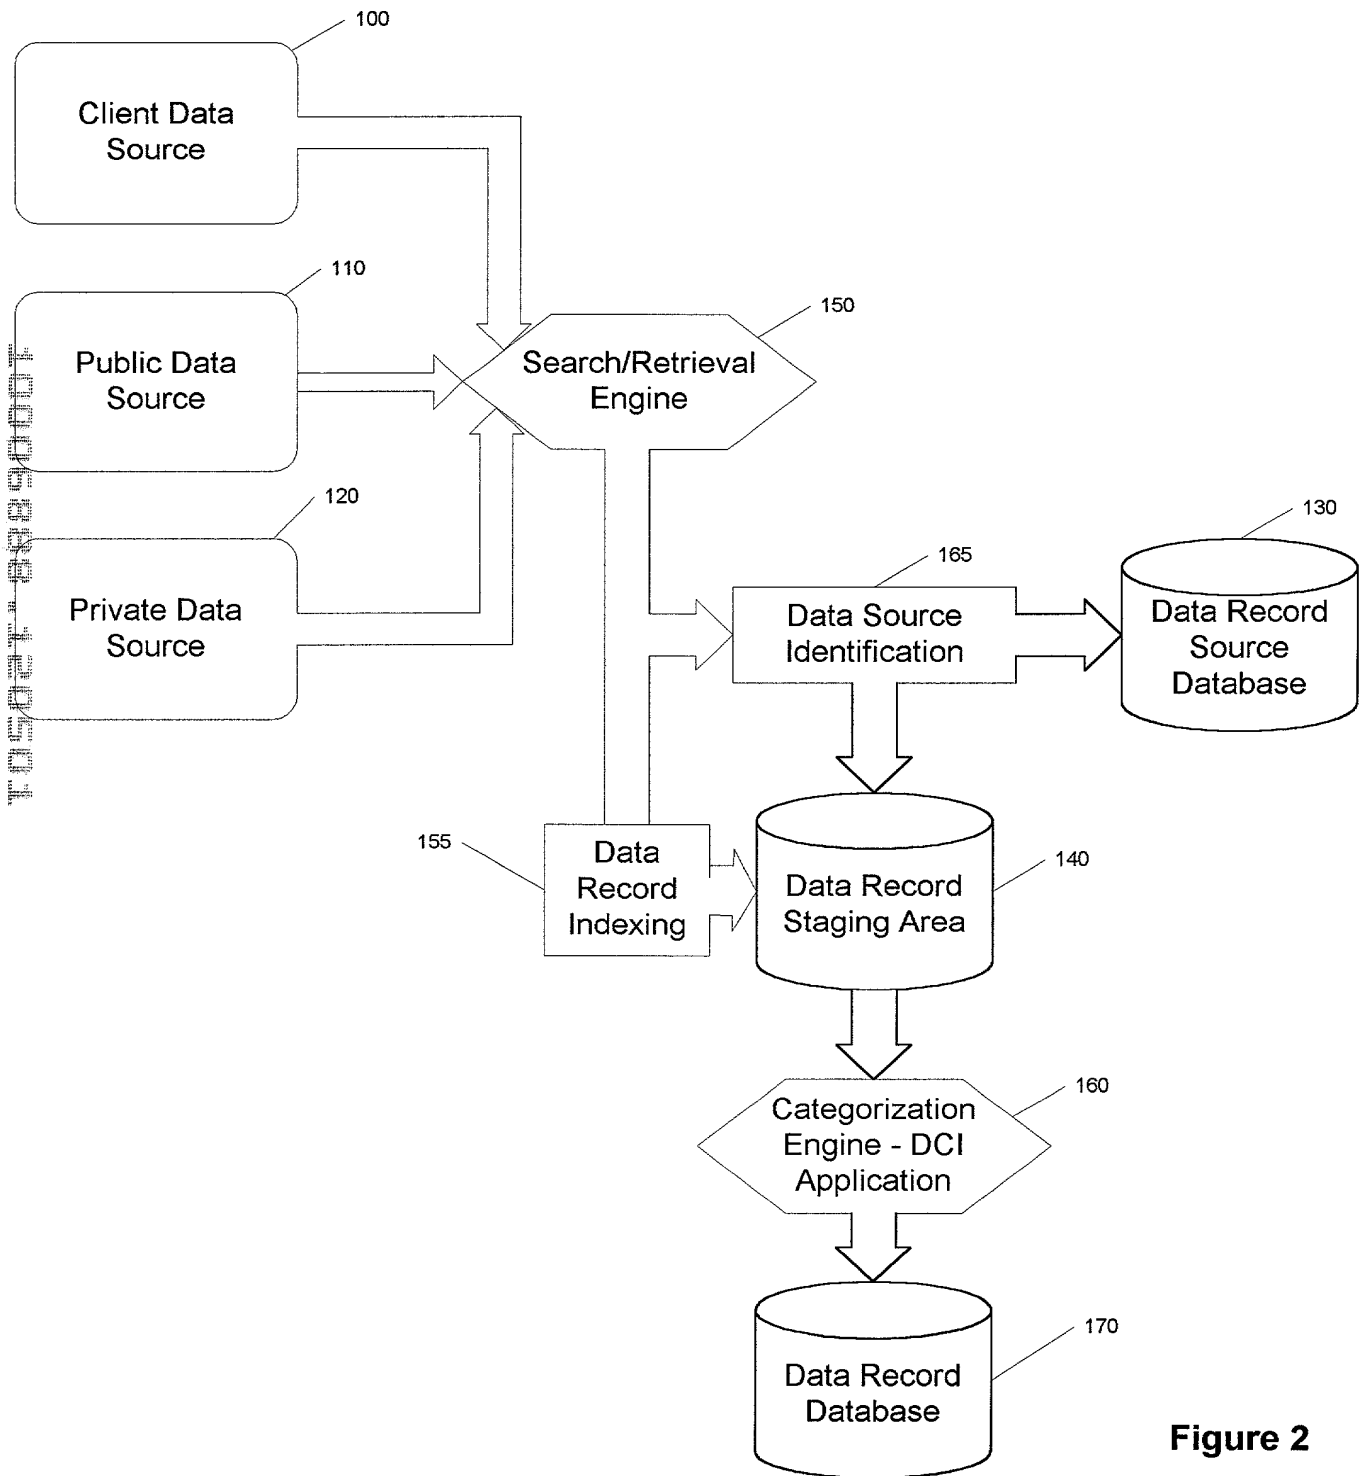 100
Client Data
Source
110
Public Data
Source
150
Search/Retrieval
Engine
120
Private Data
Source
165
Data Source
Identification
130
Data Record
Source
Database
155
Data
Record
Indexing
140
Data Record
Staging Area
160
Categorization
Engine - DCI
Application
170
Data Record
Database
Figure 2